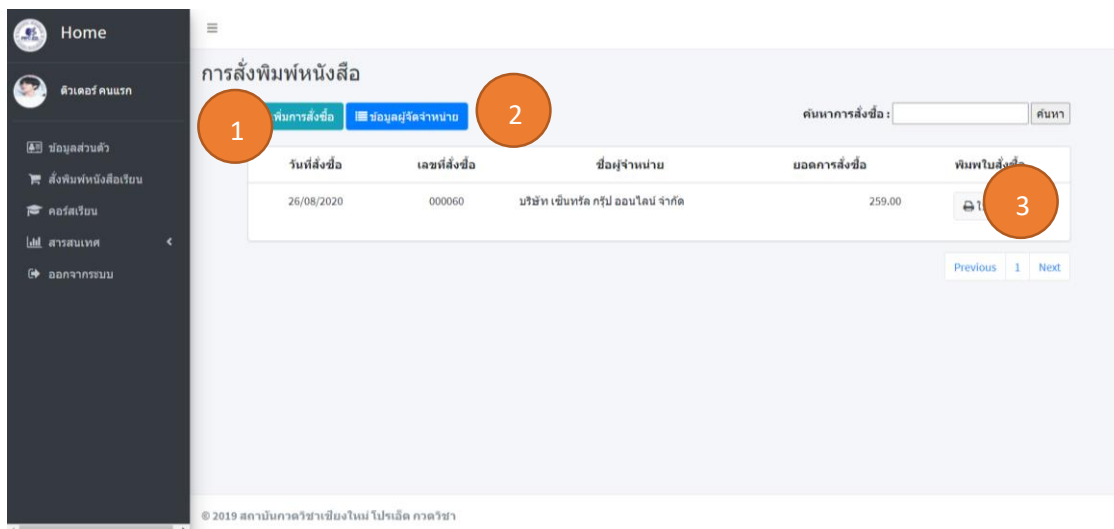 Home
การสั่งพิมพ์หนังสือ
ติวเตอร์ คนแรก
1
ข้อมูลผู้จัดจำหน่าย
2
ค้นหาการสั่งซื้อ :
ค้นหา
ข้อมูลส่วนตัว
สั่งพิมพ์หนังสือเรียน
คอร์สเรียน
สารสนเทศ
ออกจากระบบ
วันที่สั่งซื้อ เลขที่สั่งซื้อ ชื่อผู้จำหน่าย ยอดการสั่งซื้อ พิมพ์ใบสั่งซื้อ
26/08/2020 000060 บริษัท เซ็นทรัล กรุ๊ป ออนไลน์ จำกัด 259.00
3
Previous 1 Next
© 2019 สถาบันกวดวิชาเชียงใหม่ โปรเอ็ด กวดวิชา